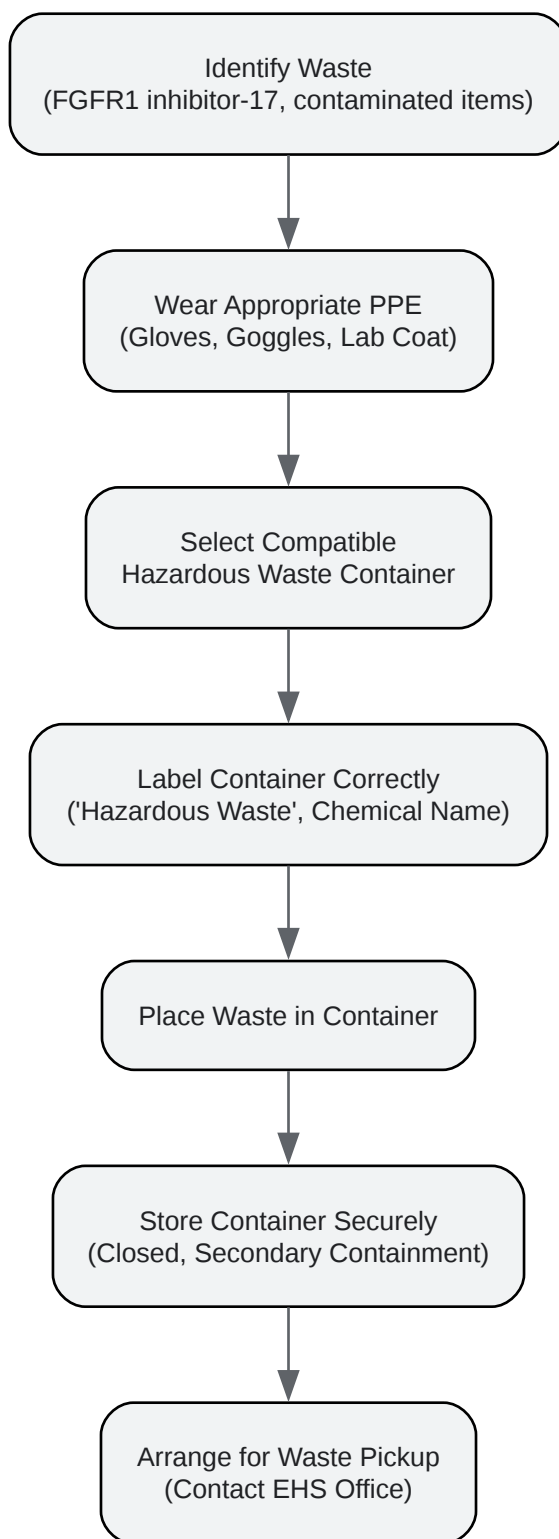 Identify Waste
(FGFR1 inhibitor-17, contaminated items)
Wear Appropriate PPE
(Gloves, Goggles, Lab Coat)
Select Compatible
Hazardous Waste Container
Label Container Correctly
('Hazardous Waste', Chemical Name)
Place Waste in Container
Store Container Securely
(Closed, Secondary Containment)
Arrange for Waste Pickup
(Contact EHS Office)